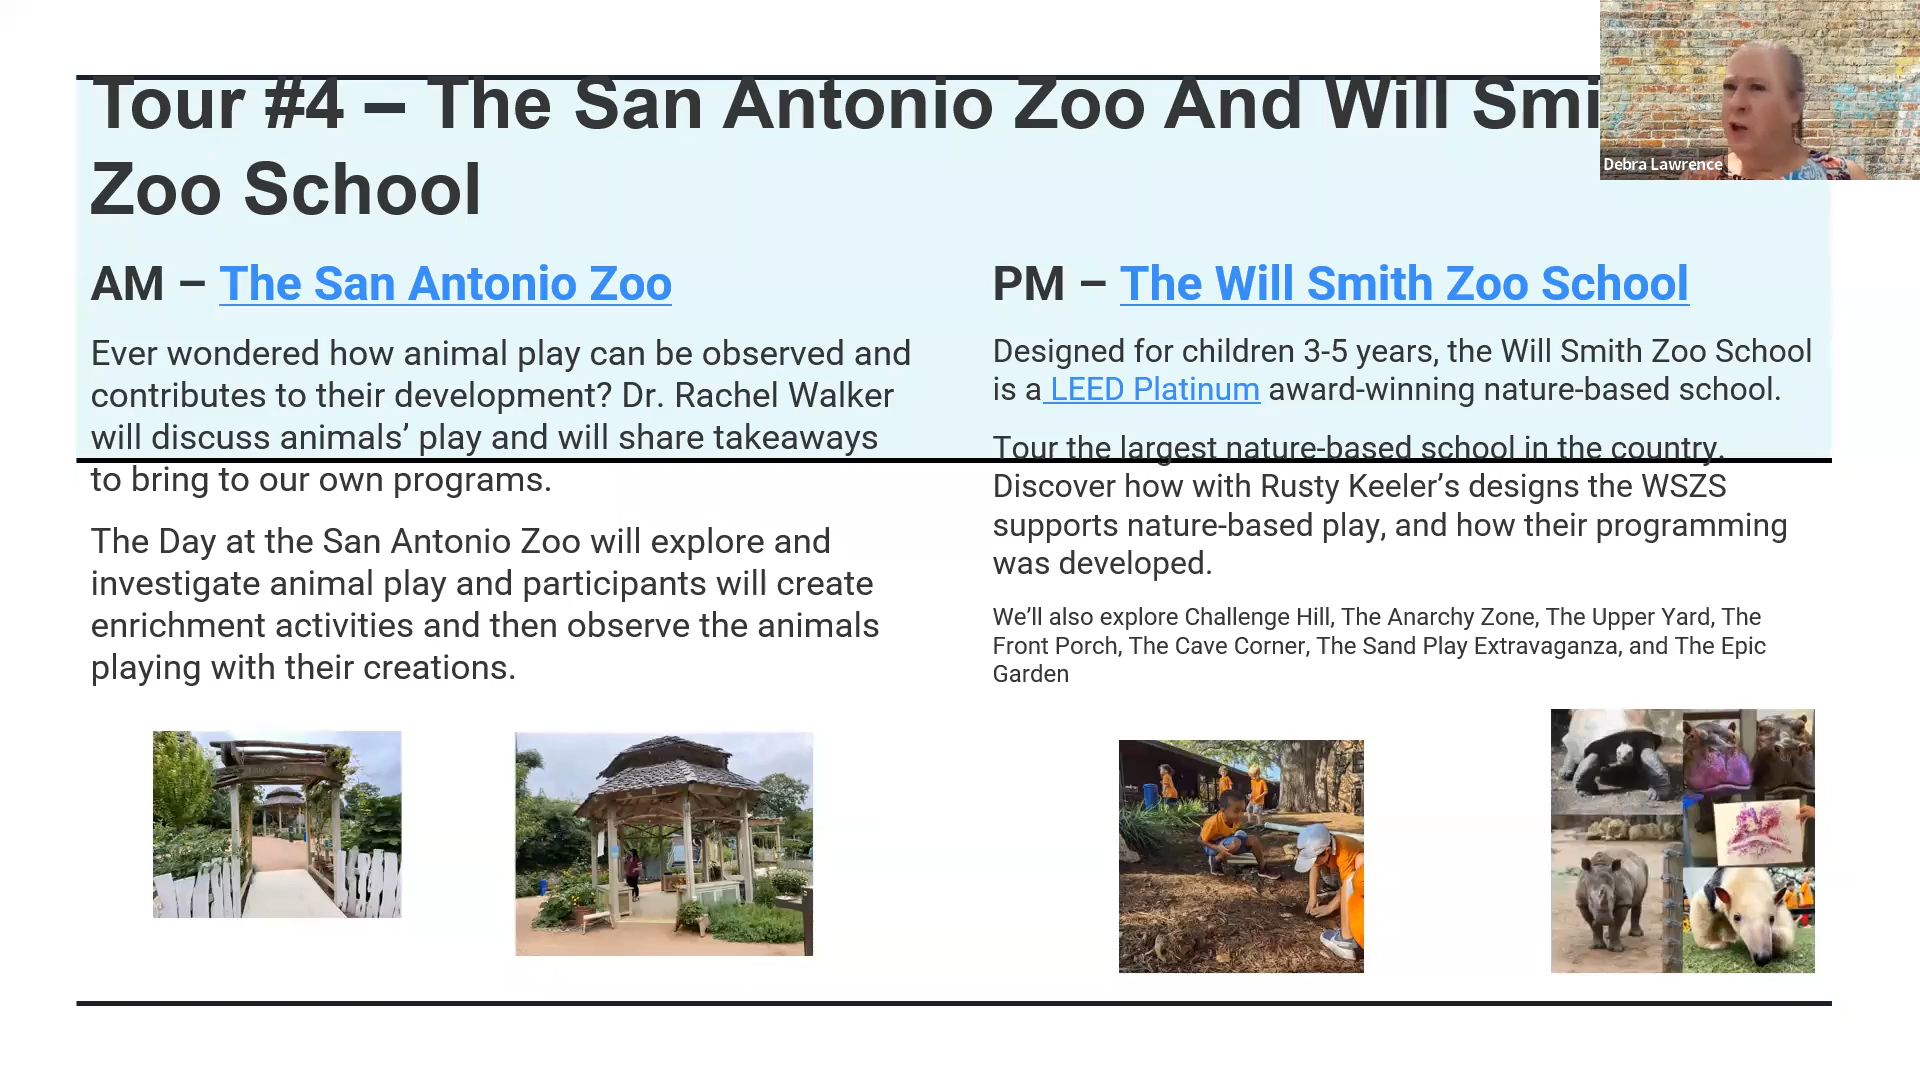 Tour #4 – The San Antonio Zoo And Will Smi
Zoo School
Debra Lawrence
AM – The San Antonio Zoo
Ever wondered how animal play can be observed and
contributes to their development? Dr. Rachel Walker
will discuss animals’ play and will share takeaways
to bring to our own programs.
The Day at the San Antonio Zoo will explore and
investigate animal play and participants will create
enrichment activities and then observe the animals
playing with their creations.
PM – The Will Smith Zoo School
Designed for children 3-5 years, the Will Smith Zoo School
is a LEED Platinum award-winning nature-based school.
Tour the largest nature-based school in the country.
Discover how with Rusty Keeler’s designs the WSZS
supports nature-based play, and how their programming
was developed.
We’ll also explore Challenge Hill, The Anarchy Zone, The Upper Yard, The
Front Porch, The Cave Corner, The Sand Play Extravaganza, and The Epic
Garden